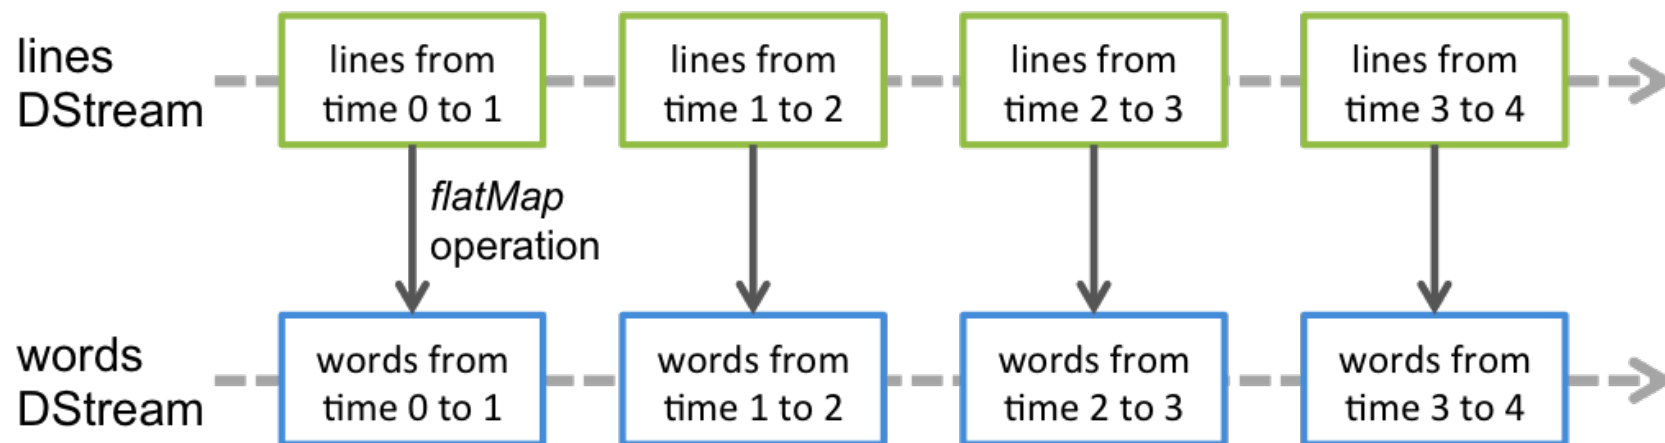 lines
DStream
lines from
time 0 to 1
lines from
time 1 to 2
lines from
time 2 to 3
lines from
time 3 to 4
flatMap
operation
words
DStream
words from
time 0 to 1
words from
time 1 to 2
words from
time 2 to 3
words from
time 3 to 4